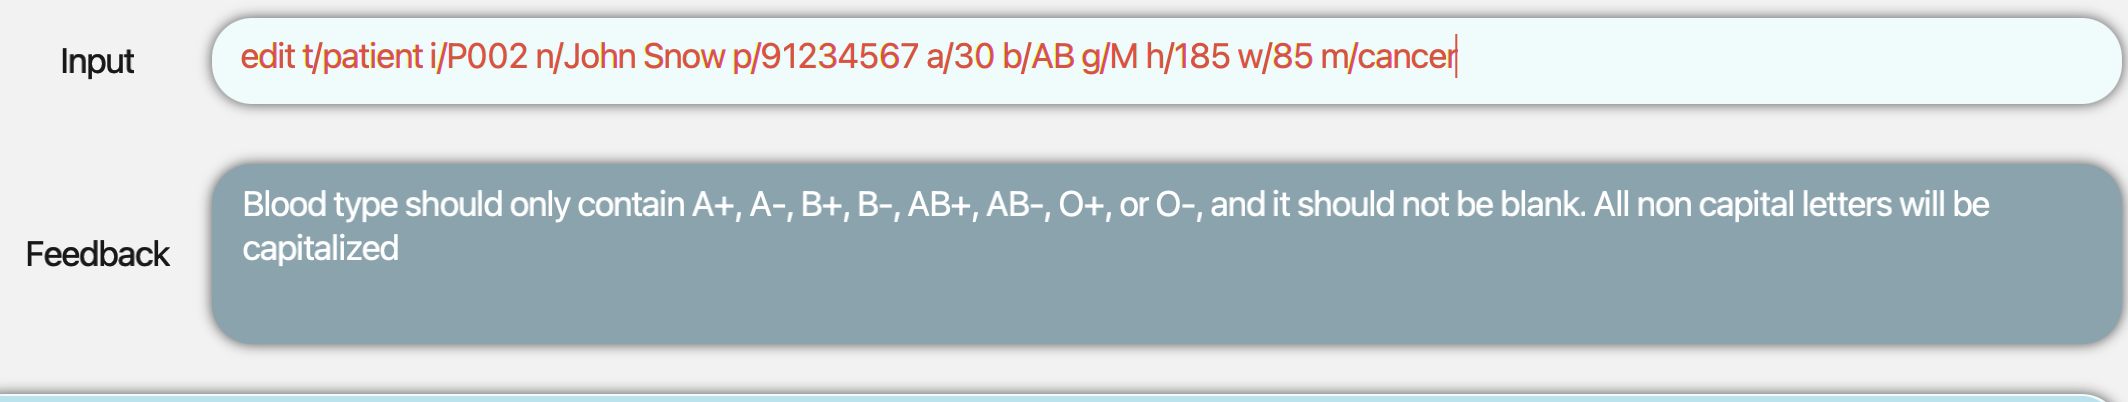 Input
edit t/patient i/P002 n/John Snow p/91234567 a/30 b/AB g/M h/185 w/85 m/cancer
Feedback
Blood type should only contain A+, A-, B+, B-, AB+, AB-, O+, or O-, and it should not be blank. All non capital letters will be
capitalized